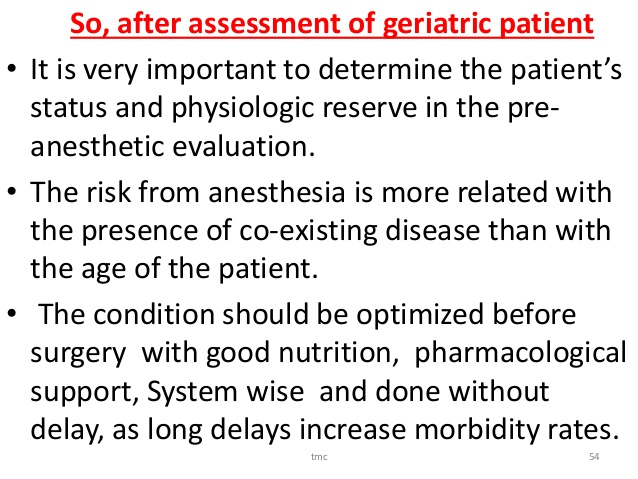 So, after assessment of geriatric patient
• It is very important to determine the patient’s
status and physiologic reserve in the pre-
anesthetic evaluation.
• The risk from anesthesia is more related with
the presence of co-existing disease than with
the age of the patient.
• The condition should be optimized before
surgery with good nutrition, pharmacological
support, System wise and done without
delay, as long delays increase morbidity rates.
tmc 54